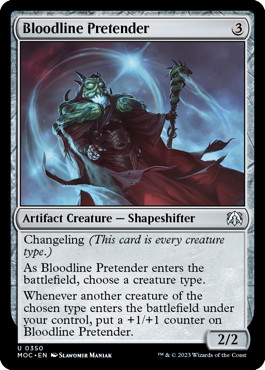 Bloodline Pretender 3
Artifact Creature — Shapeshifter
Changeling (This card is every creature
type.)
As Bloodline Pretender enters the
battlefield, choose a creature type.
Whenever another creature of the
chosen type enters the battlefield under
your control, put a +1/+1 counter on
Bloodline Pretender.
2/2
U 0350
MOC • EN Slawomir Maniak ™ & © 2023 Wizards of the Coast